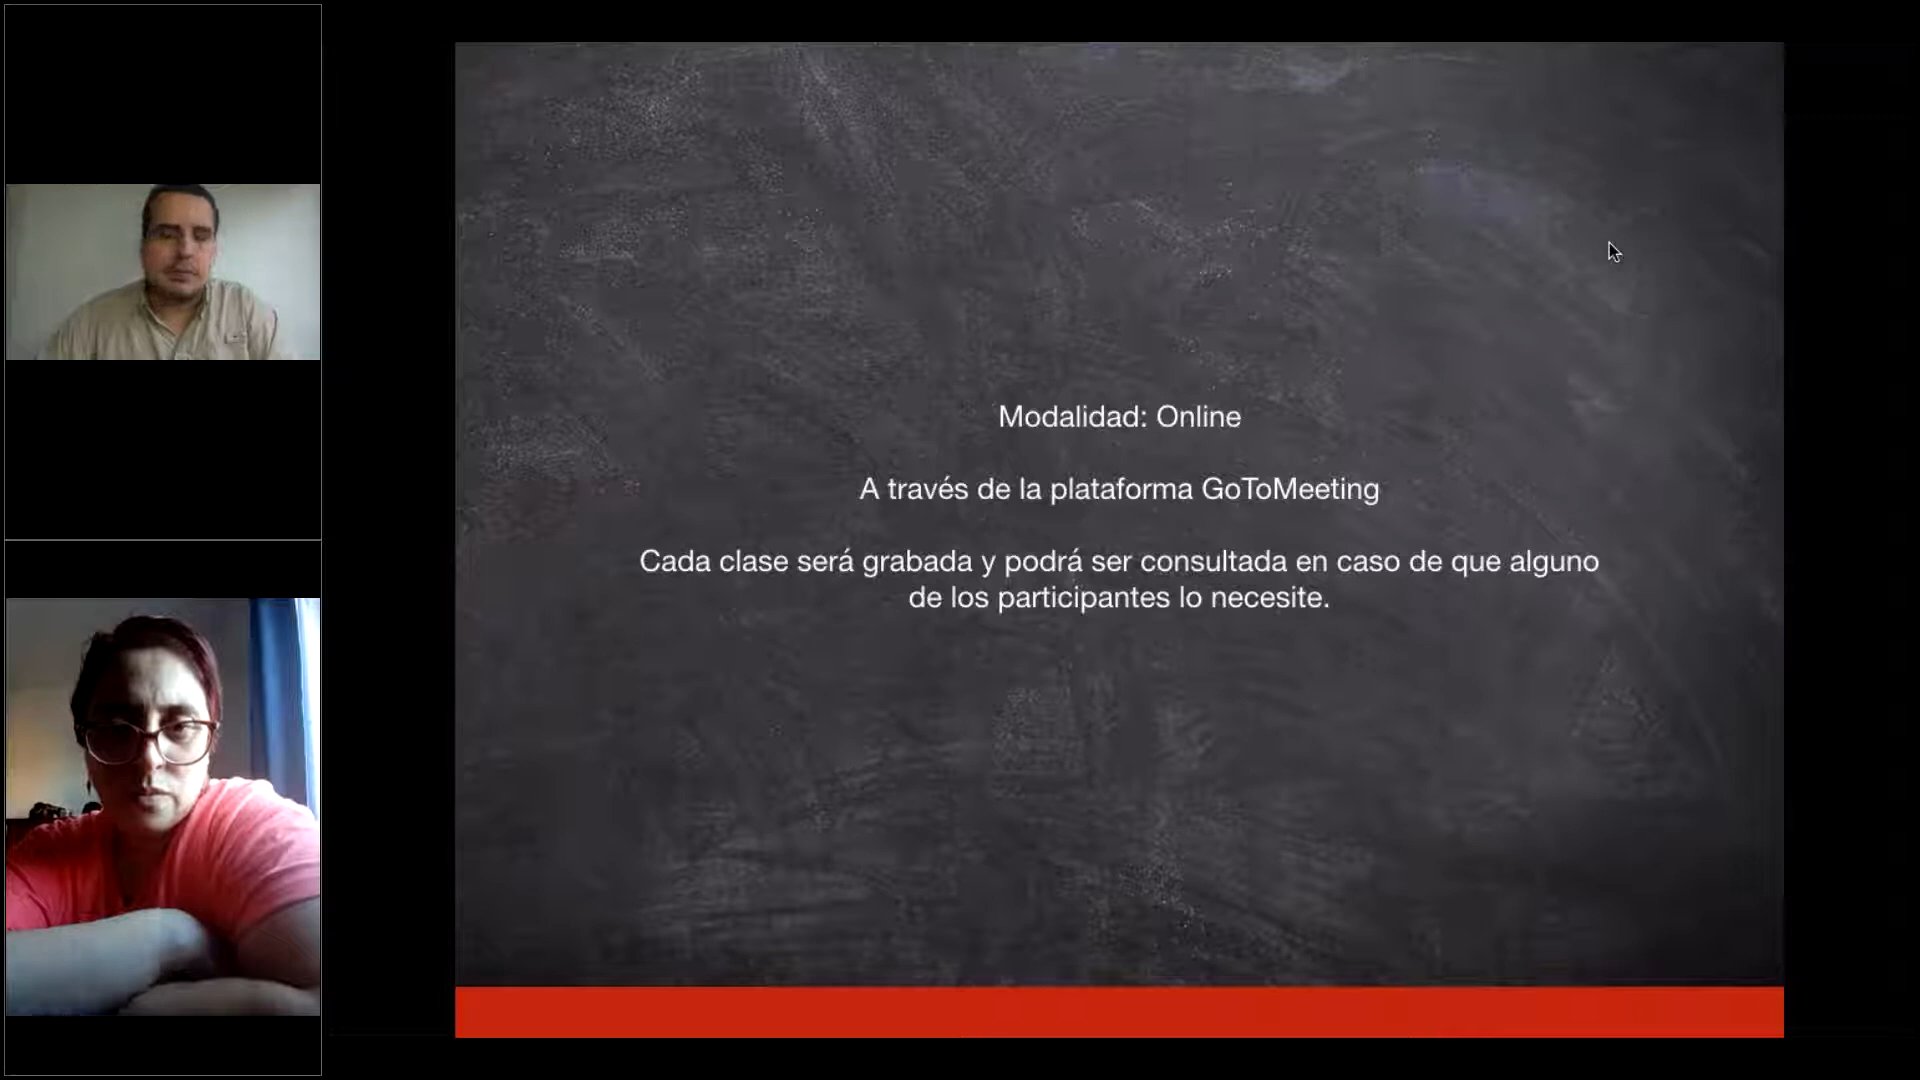 Modalidad: Online
A través de la plataforma GoToMeeting
Cada clase será grabada y podrá ser consultada en caso de que alguno
de los participantes lo necesite.